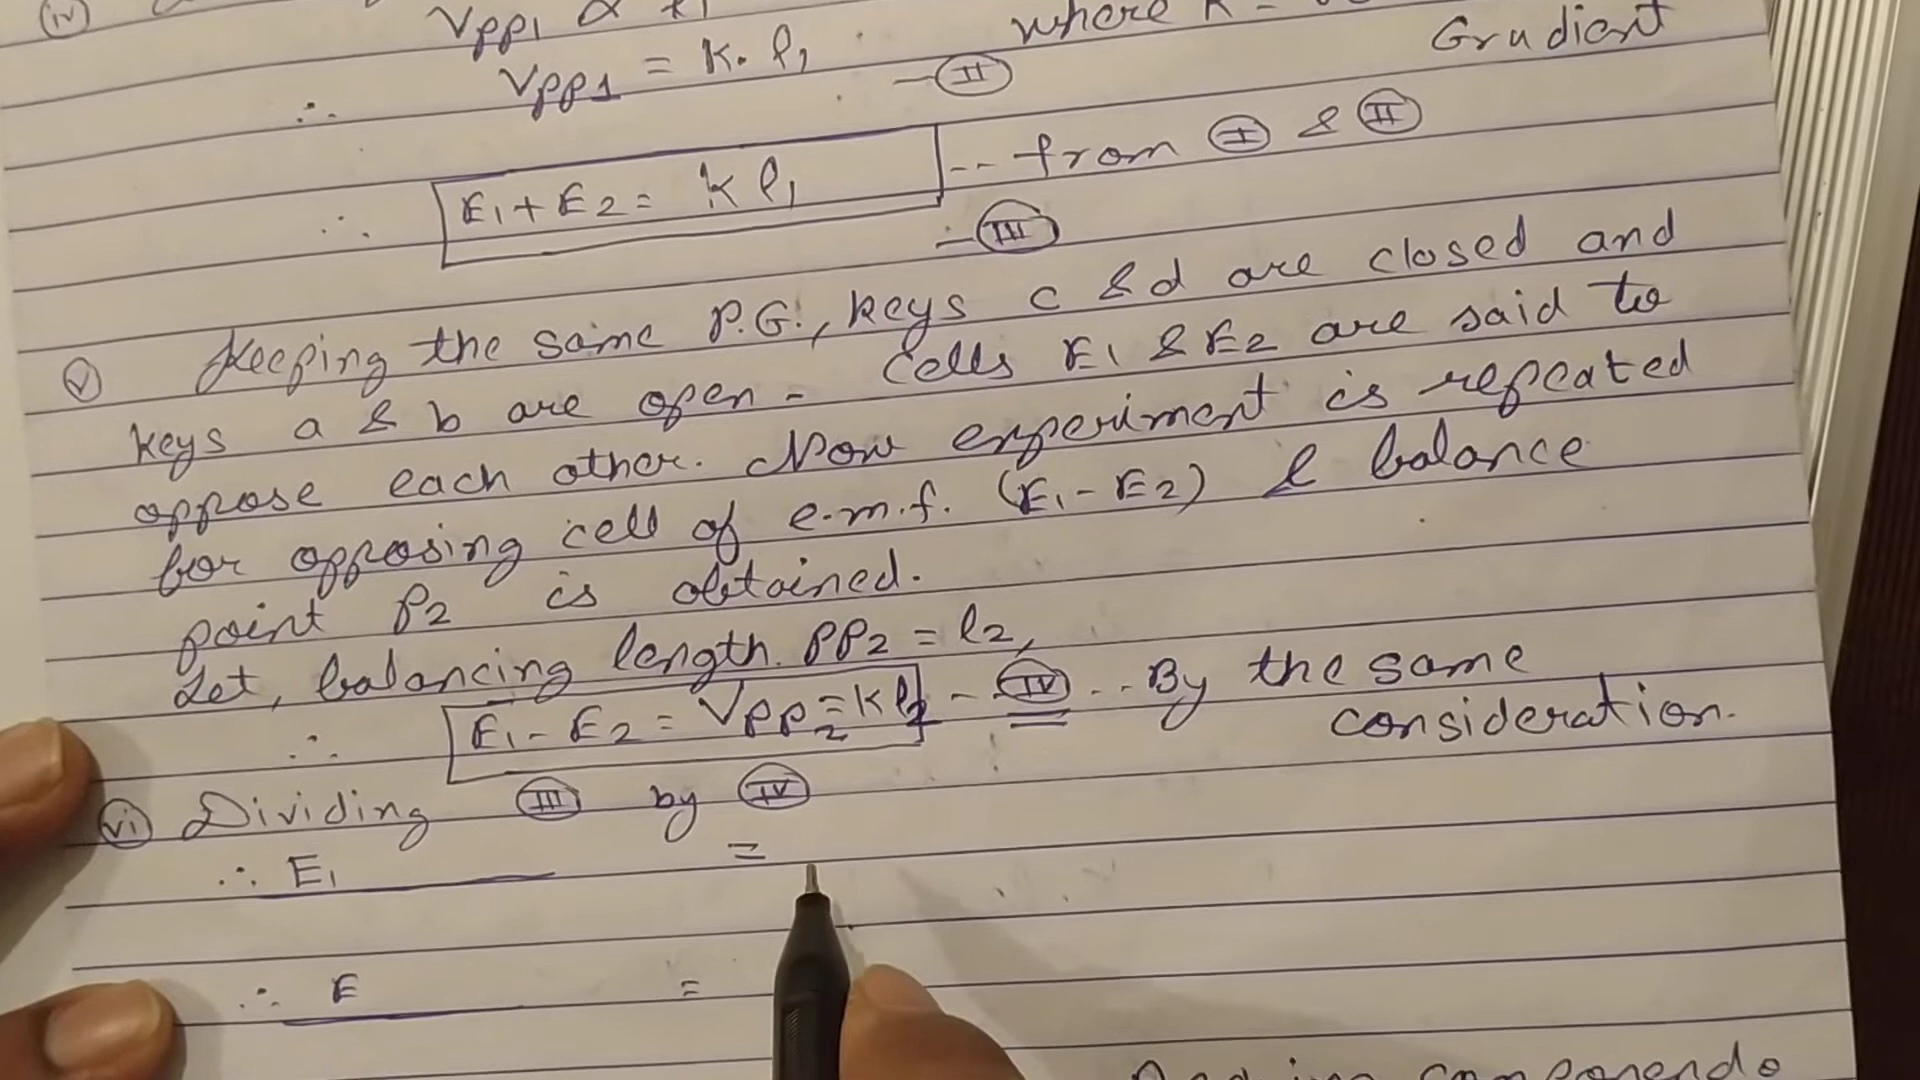 (iv)
Vpp1 ∝ l1
∴ Vpp1 = K. l1 - (II) where K =
Gradient
∴ E1 + E2 = k l1 -- from (I) & (II)
- (III)
(v) Keeping the same P.G., keys c & d are closed and
keys a & b are open - Cells E1 & E2 are said to
oppose each other. Now experiment is repeated
for opposing cell of e.m.f. (E1 - E2) & balance
point P2 is obtained.
Let, balancing length PP2 = l2,
∴ E1 - E2 = Vpp2 = K l2 - (IV) .. By the same
consideration.
(vi) Dividing (III) by (IV)
∴ E1 =
∴ E =
componendo